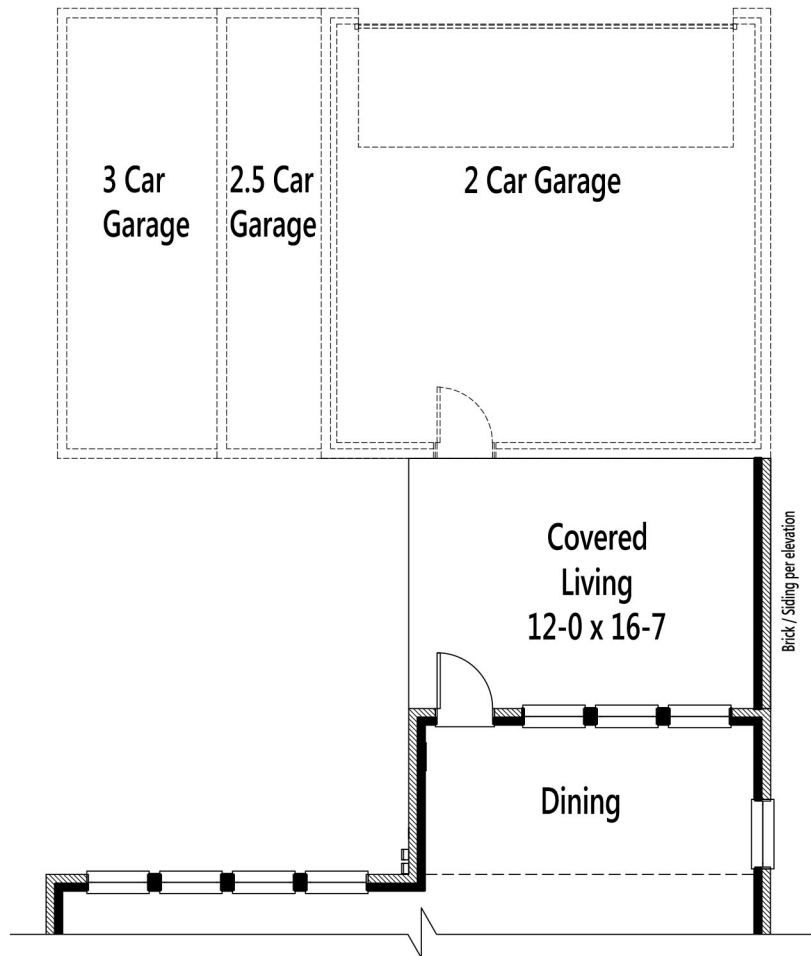 3 Car
Garage
2.5 Car
Garage
2 Car Garage
Covered
Living
12-0 x 16-7
Brick / Siding per elevation
Dining